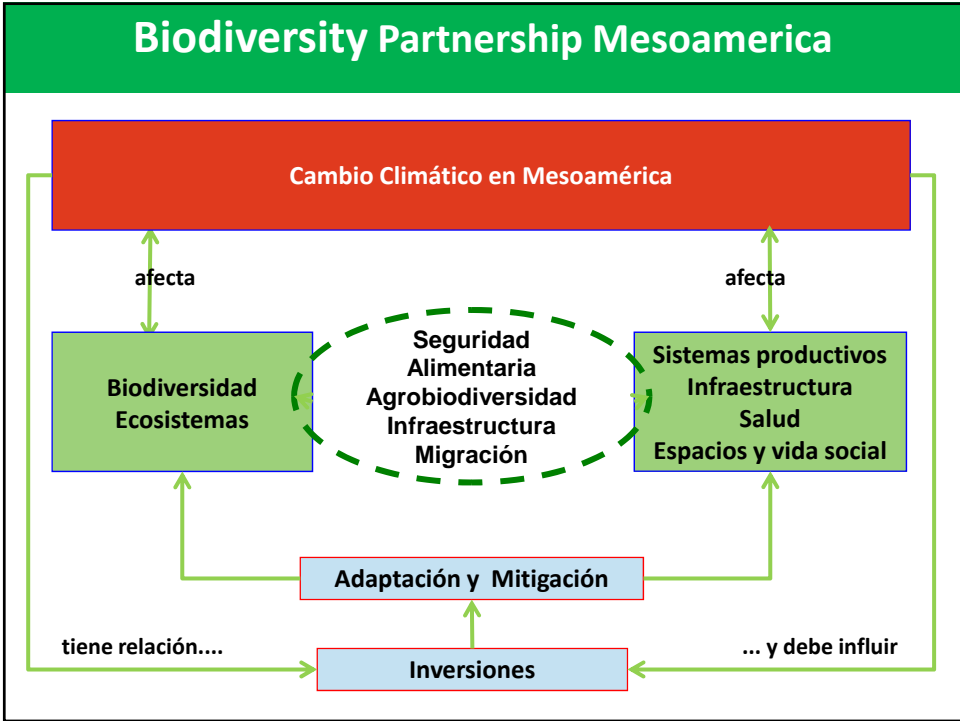 Biodiversity Partnership Mesoamerica
Cambio Climático en Mesoamérica
afecta
afecta
Biodiversidad
Ecosistemas
Seguridad
Alimentaria
Agrobiodiversidad
Infraestructura
Migración
Sistemas productivos
Infraestructura
Salud
Espacios y vida social
Adaptación y Mitigación
tiene relación....
... y debe influir
Inversiones